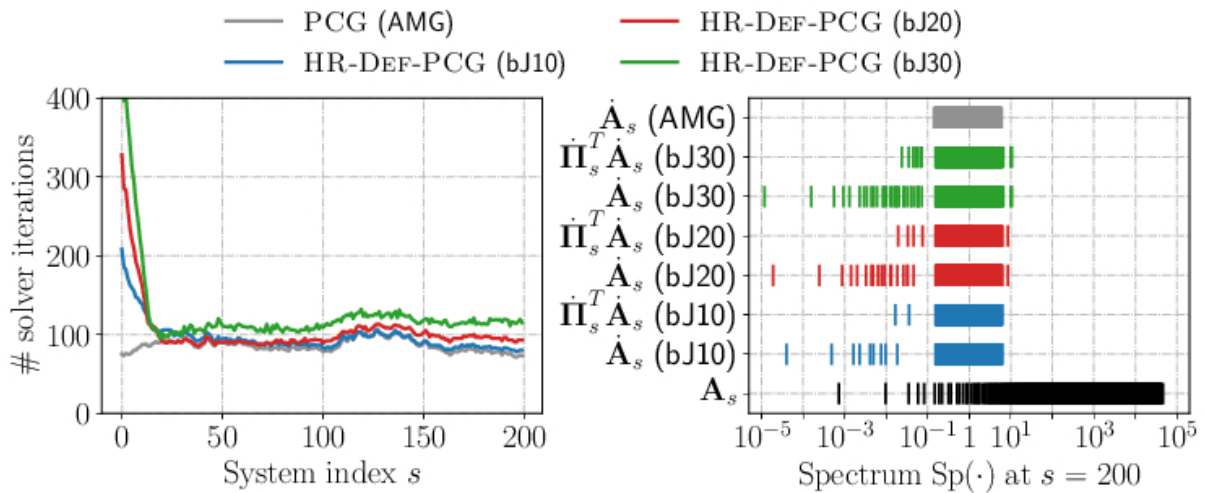 PCG (AMG)
HR-DEF-PCG (bJ10)
HR-DEF-PCG (bJ20)
HR-DEF-PCG (bJ30)
# solver iterations
400
300
200
100
0
0 50 100 150 200
System index s
Ȧₛ (AMG)
Π̇ₛᵀ Ȧₛ (bJ30)
Ȧₛ (bJ30)
Π̇ₛᵀ Ȧₛ (bJ20)
Ȧₛ (bJ20)
Π̇ₛᵀ Ȧₛ (bJ10)
Ȧₛ (bJ10)
Aₛ
10⁻⁵ 10⁻³ 10⁻¹ 1 10¹ 10³ 10⁵
Spectrum Sp(·) at s = 200